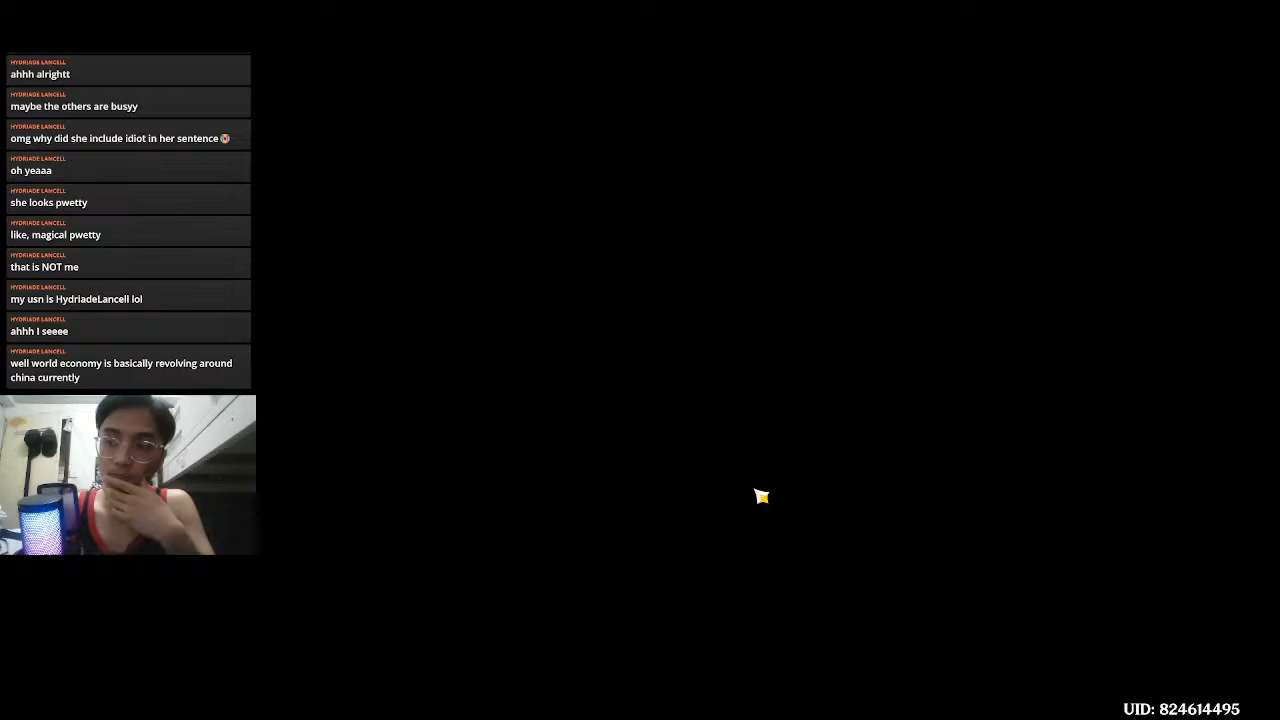 HYDRIADE LANCELL
ahhh alrightt
HYDRIADE LANCELL
maybe the others are busyy
HYDRIADE LANCELL
omg why did she include idiot in her sentence
HYDRIADE LANCELL
oh yeaaa
HYDRIADE LANCELL
she looks pwetty
HYDRIADE LANCELL
like, magical pwetty
HYDRIADE LANCELL
that is NOT me
HYDRIADE LANCELL
my usn is HydriadeLancell lol
HYDRIADE LANCELL
ahhh I seeee
HYDRIADE LANCELL
well world economy is basically revolving around
china currently
UID: 824614495